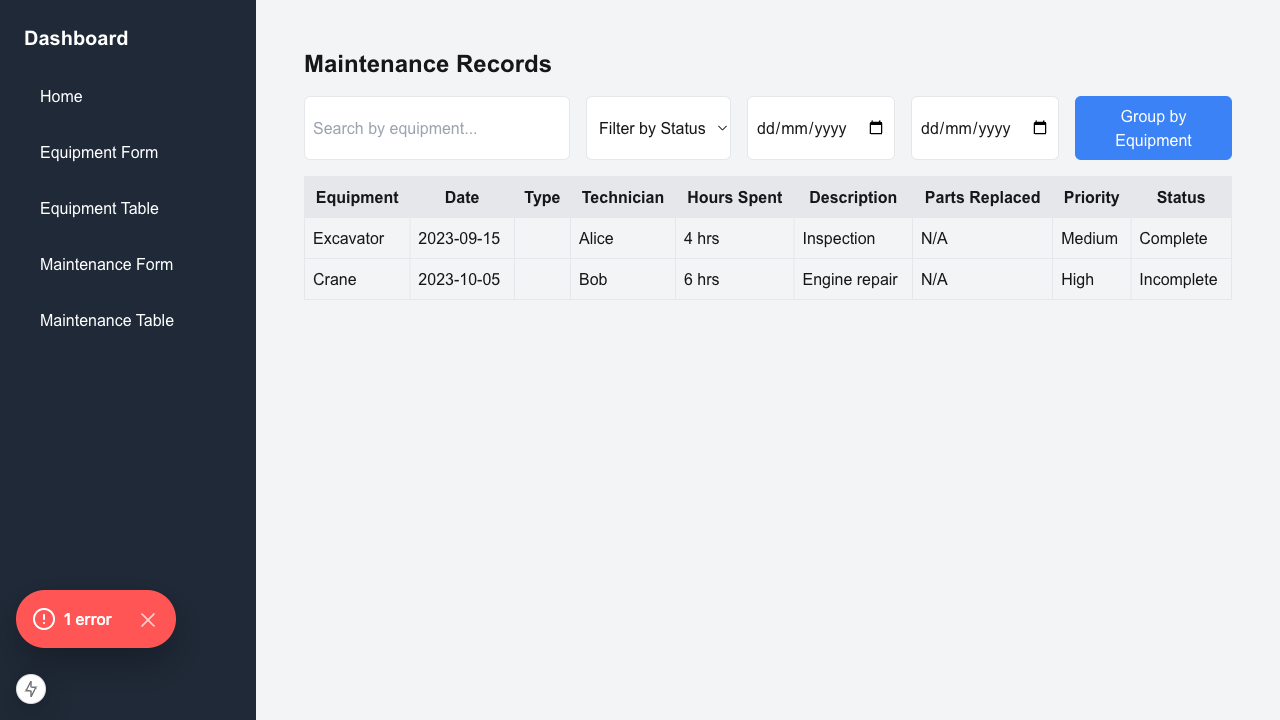 Dashboard
Home
Equipment Form
Equipment Table
Maintenance Form
Maintenance Table
1 error
Maintenance Records
Search by equipment...
Filter by Status
dd/mm/yyyy
dd/mm/yyyy
Group by
Equipment
Equipment Date Type Technician Hours Spent Description Parts Replaced Priority Status
Excavator 2023-09-15 Alice 4 hrs Inspection N/A Medium Complete
Crane 2023-10-05 Bob 6 hrs Engine repair N/A High Incomplete